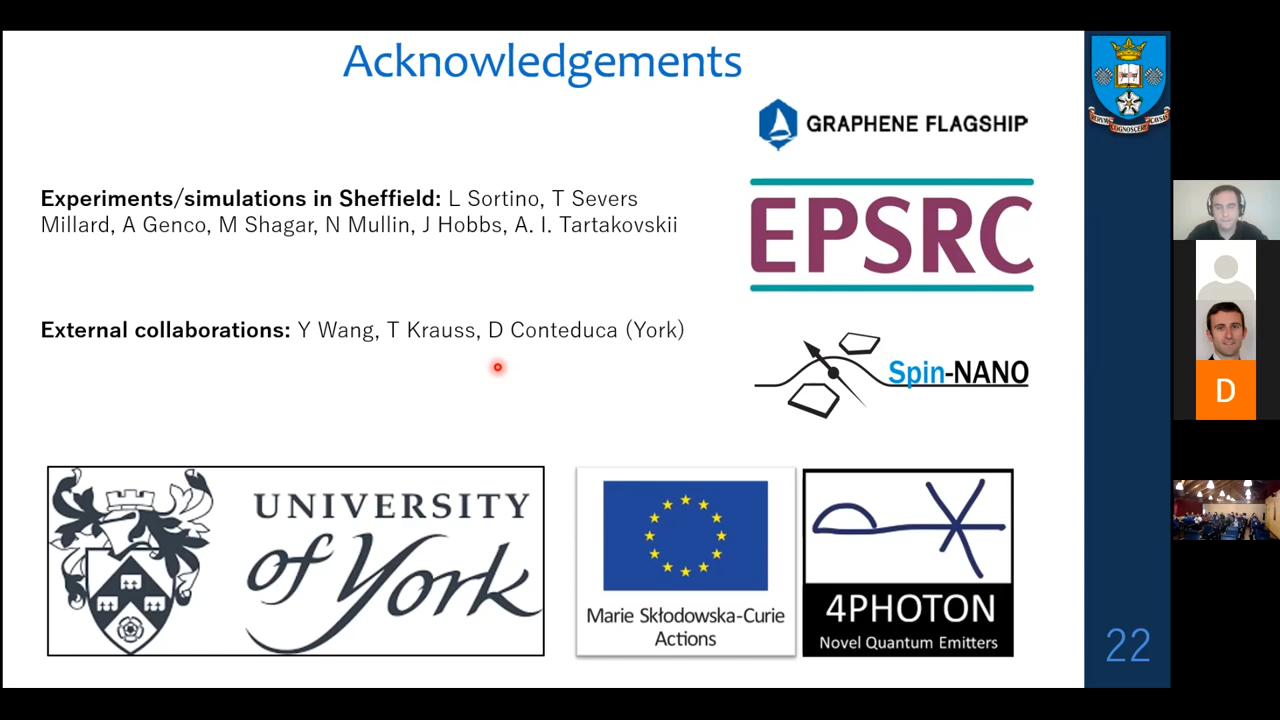 Acknowledgements
GRAPHENE FLAGSHIP
Experiments/simulations in Sheffield: L Sortino, T Severs
Millard, A Genco, M Shagar, N Mullin, J Hobbs, A. I. Tartakovskii
EPSRC
External collaborations: Y Wang, T Krauss, D Conteduca (York)
Spin-NANO
D
UNIVERSITY
of York
Marie Skłodowska-Curie
Actions
4PHOTON
Novel Quantum Emitters
22